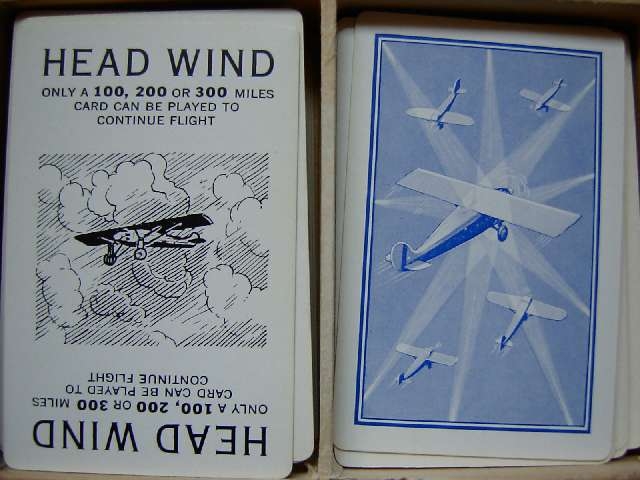 HEAD WIND
ONLY A 100, 200 OR 300 MILES
CARD CAN BE PLAYED TO
CONTINUE FLIGHT
HEAD WIND
ONLY A 100, 200 OR 300 MILES
CARD CAN BE PLAYED TO
CONTINUE FLIGHT